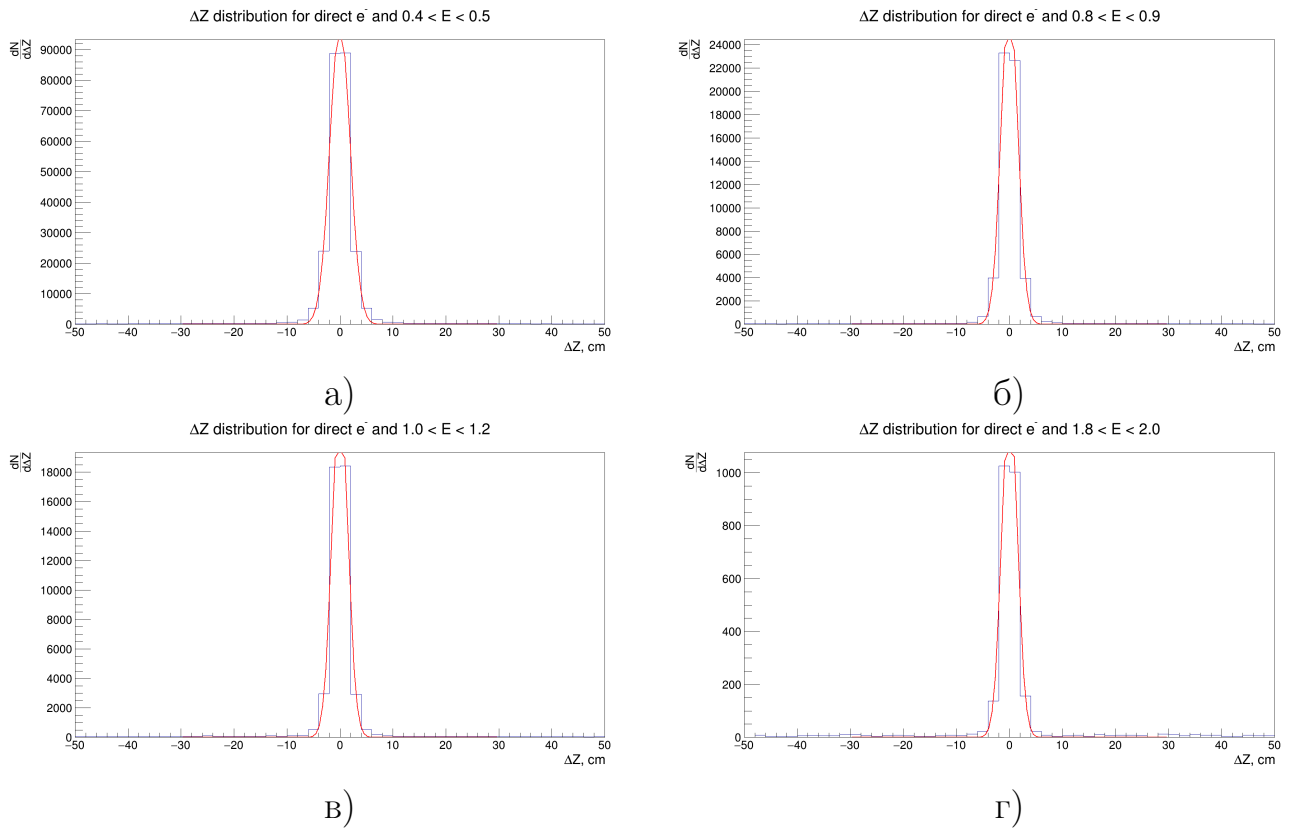 ΔZ distribution for direct e⁻ and 0.4 < E < 0.5
dN
dΔZ
90000
80000
70000
60000
50000
40000
30000
20000
10000
0
−50 −40 −30 −20 −10 0 10 20 30 40 50
ΔZ, cm
а)
ΔZ distribution for direct e⁻ and 0.8 < E < 0.9
dN
dΔZ
24000
22000
20000
18000
16000
14000
12000
10000
8000
6000
4000
2000
0
−50 −40 −30 −20 −10 0 10 20 30 40 50
ΔZ, cm
б)
ΔZ distribution for direct e⁻ and 1.0 < E < 1.2
dN
dΔZ
18000
16000
14000
12000
10000
8000
6000
4000
2000
0
−50 −40 −30 −20 −10 0 10 20 30 40 50
ΔZ, cm
в)
ΔZ distribution for direct e⁻ and 1.8 < E < 2.0
dN
dΔZ
1000
800
600
400
200
0
−50 −40 −30 −20 −10 0 10 20 30 40 50
ΔZ, cm
г)